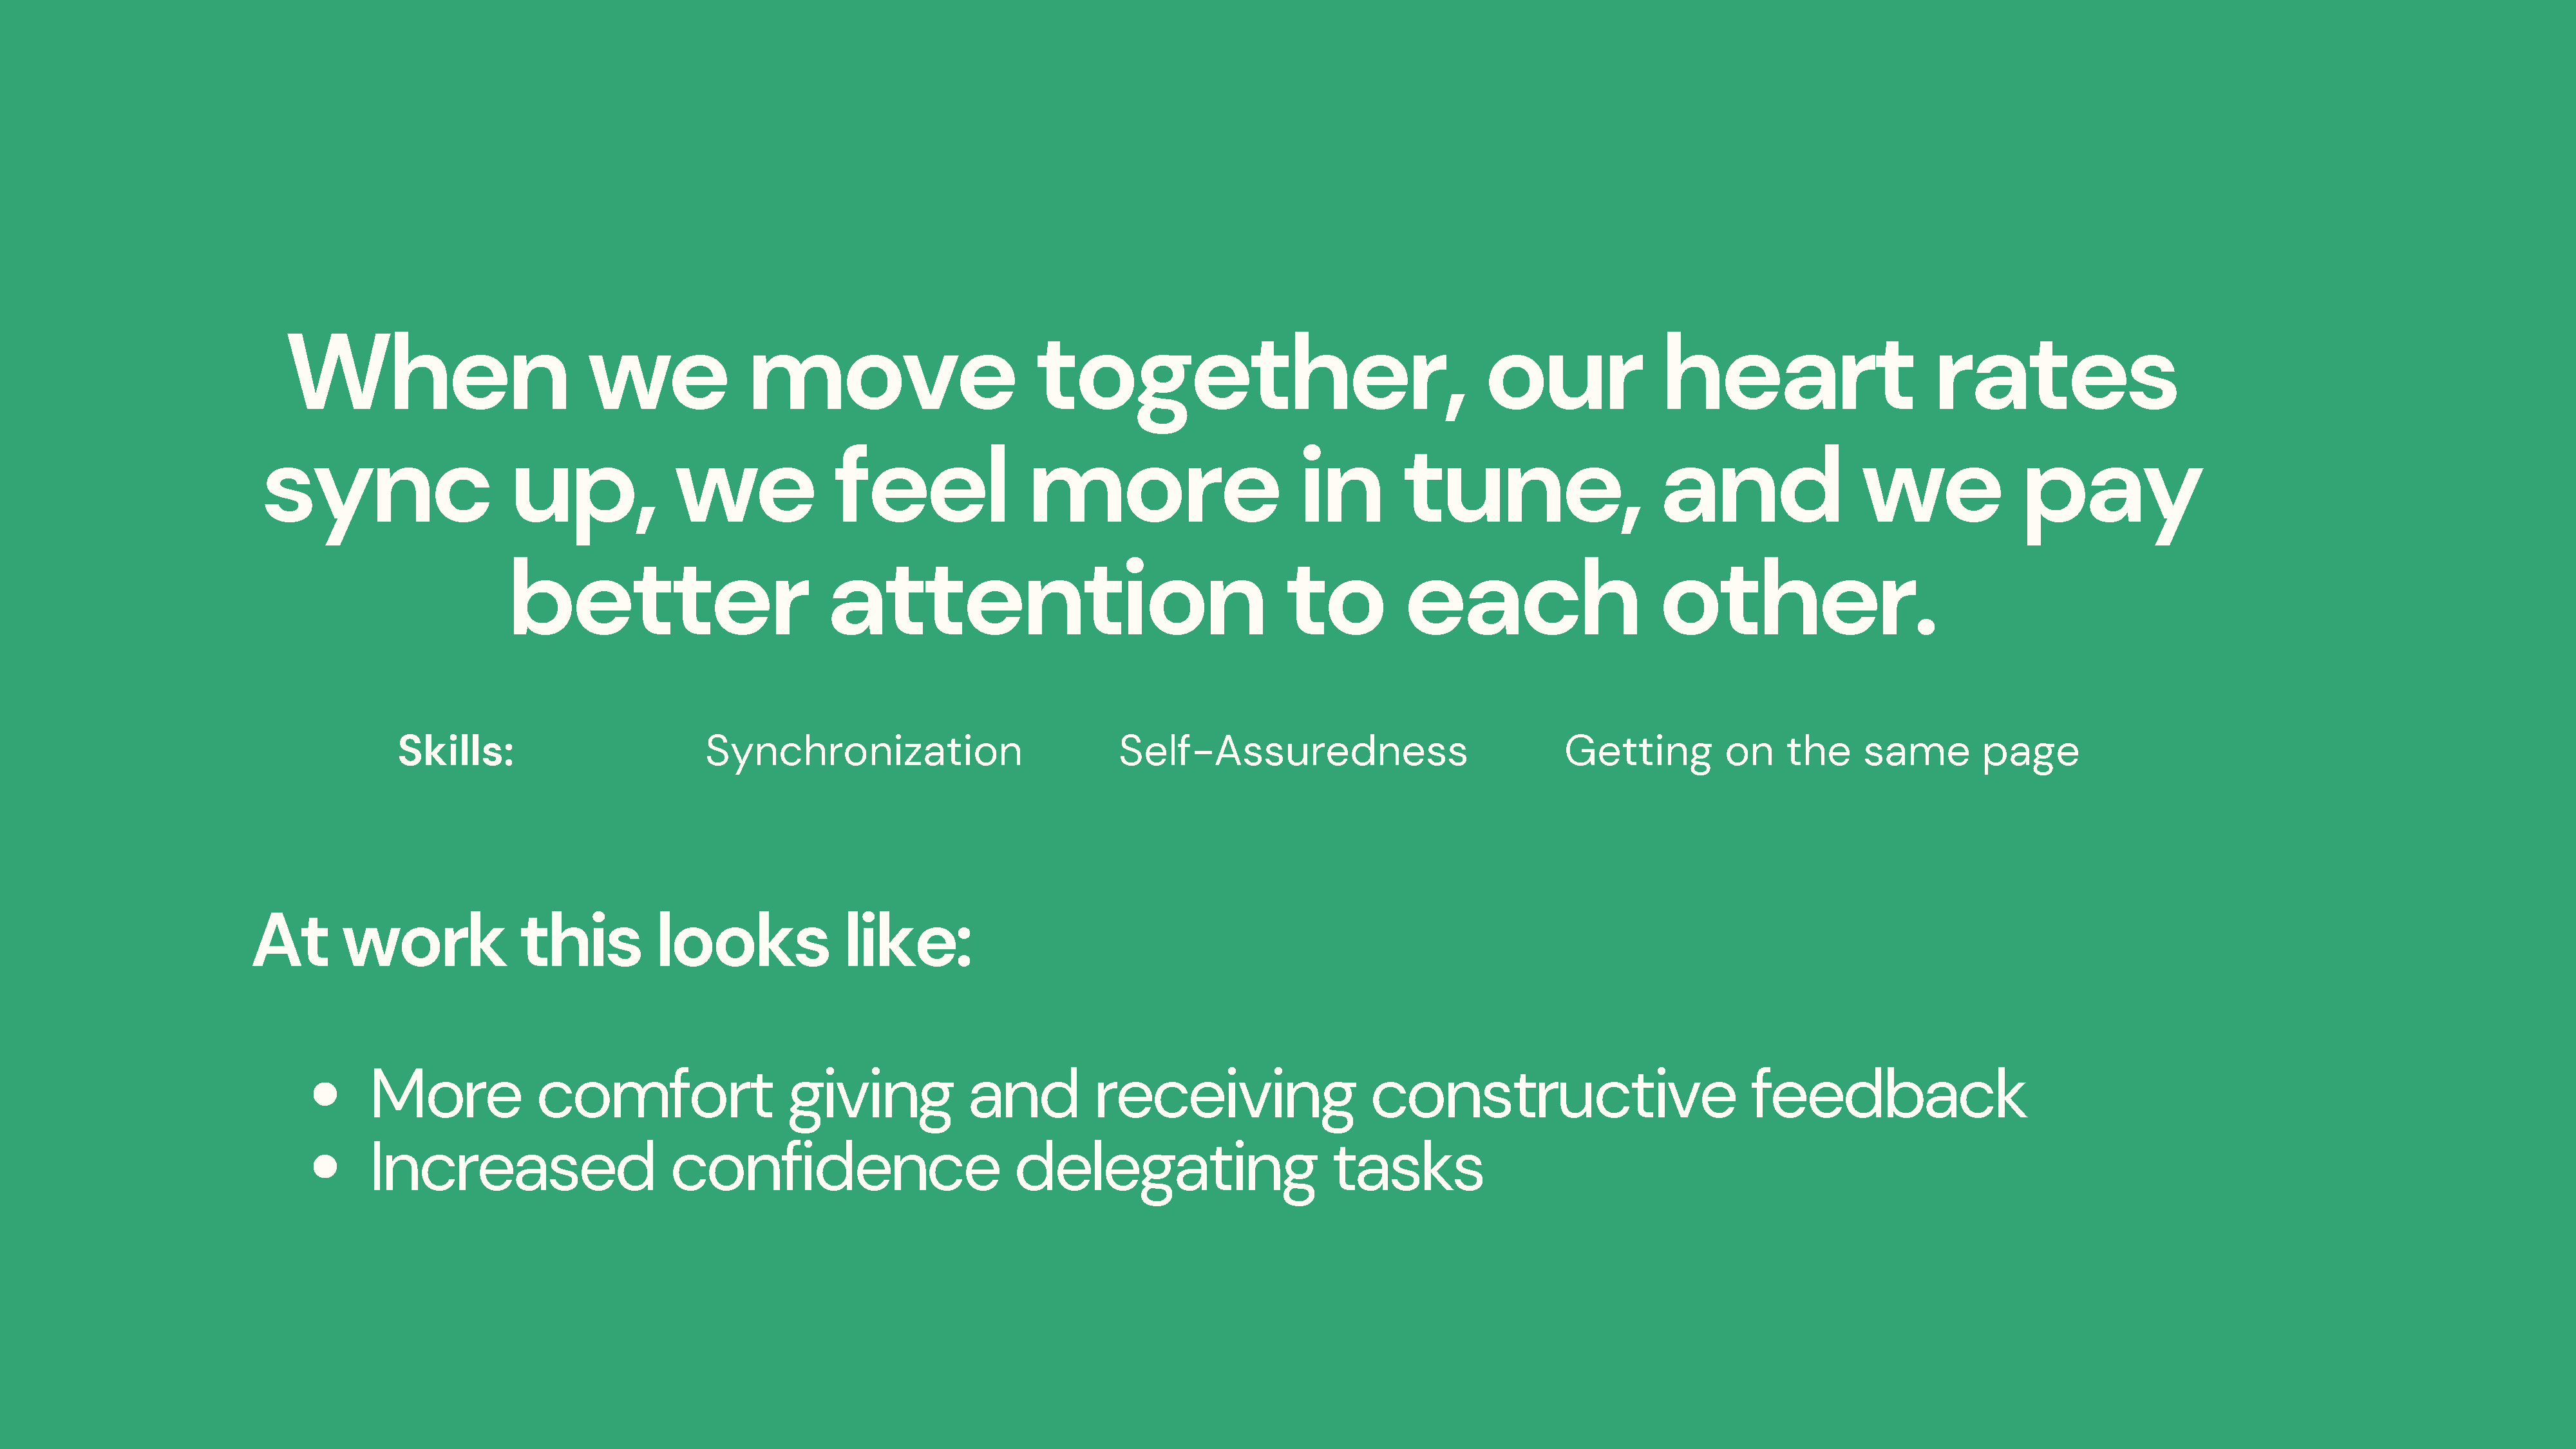 When we move together, our heart rates
sync up, we feel more in tune, and we pay
better attention to each other.
Skills: Synchronization Self-Assuredness Getting on the same page
At work this looks like:
• More comfort giving and receiving constructive feedback
• Increased confidence delegating tasks